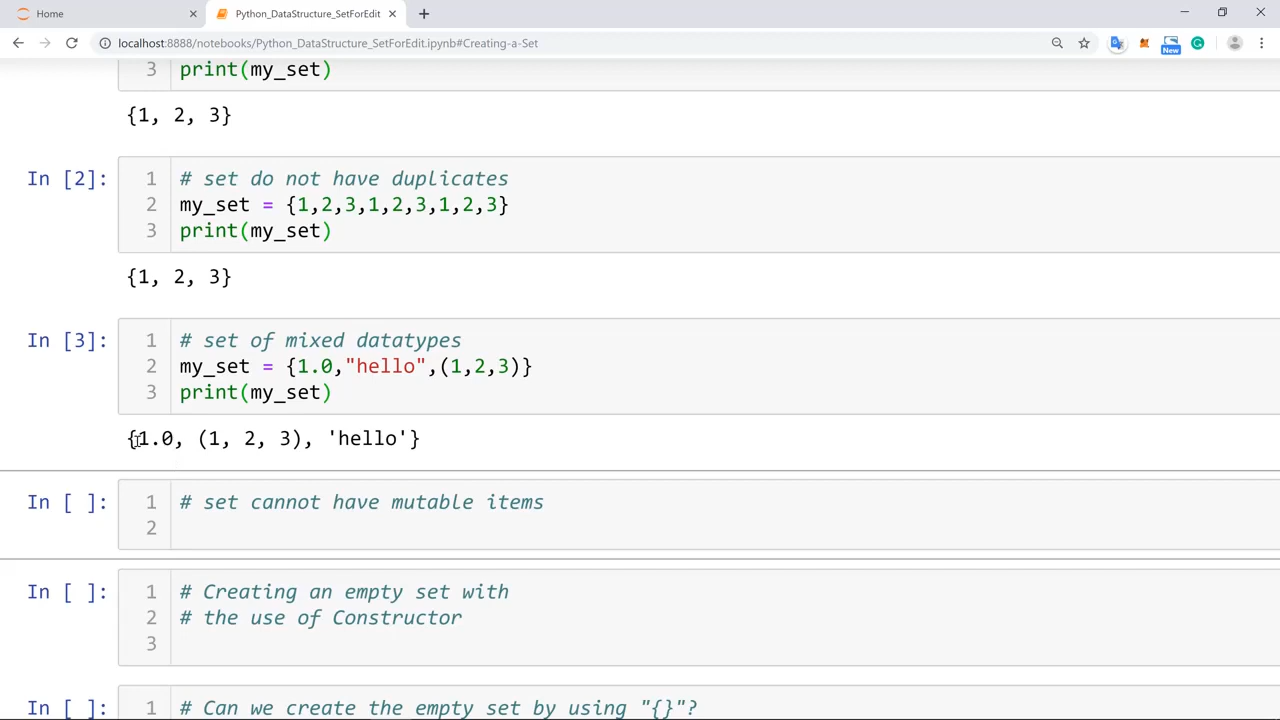 Home
Python_DataStructure_SetForEdit
localhost:8888/notebooks/Python_DataStructure_SetForEdit.ipynb#Creating-a-Set
New
3 print(my_set)
{1, 2, 3}
In [2]: 1 # set do not have duplicates
2 my_set = {1,2,3,1,2,3,1,2,3}
3 print(my_set)
{1, 2, 3}
In [3]: 1 # set of mixed datatypes
2 my_set = {1.0,"hello",(1,2,3)}
3 print(my_set)
{1.0, (1, 2, 3), 'hello'}
In [ ]: 1 # set cannot have mutable items
2
In [ ]: 1 # Creating an empty set with
2 # the use of Constructor
3
In [ ]: 1 # Can we create the empty set by using "{}"?